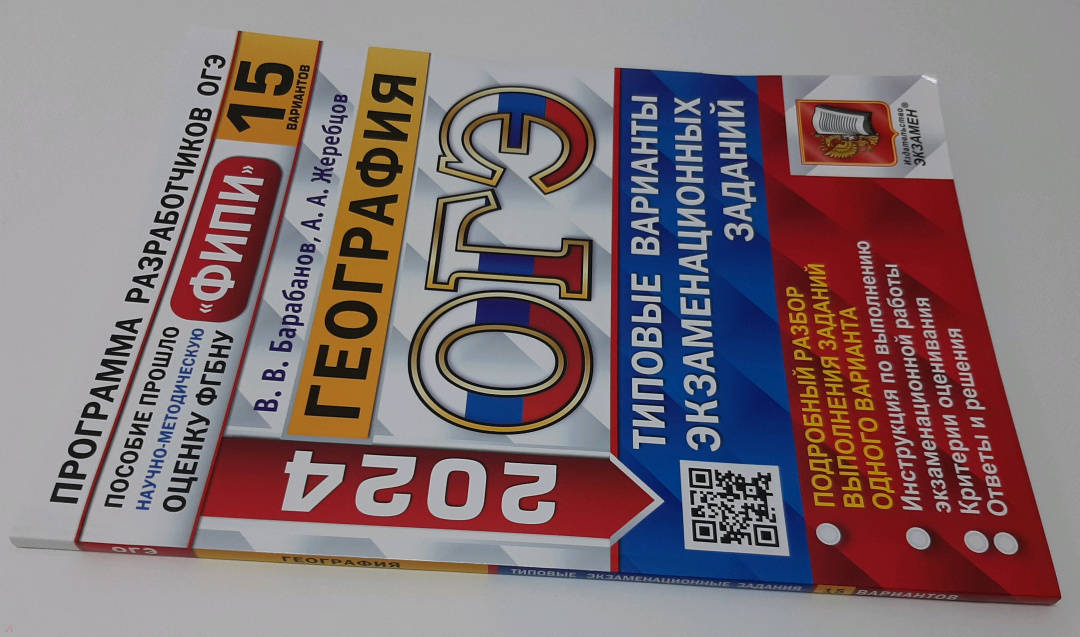 ПРОГРАММА РАЗРАБОТЧИКОВ ОГЭ
ПОСОБИЕ ПРОШЛО
НАУЧНО-МЕТОДИЧЕСКУЮ
ОЦЕНКУ ФГБНУ
«ФИПИ»
15
ВАРИАНТОВ
В. В. Барабанов, А. А. Жеребцов
ГЕОГРАФИЯ
2024
ОГЭ
ТИПОВЫЕ ВАРИАНТЫ
ЭКЗАМЕНАЦИОННЫХ
ЗАДАНИЙ
ПОДРОБНЫЙ РАЗБОР
ВЫПОЛНЕНИЯ ЗАДАНИЙ
ОДНОГО ВАРИАНТА
Инструкция по выполнению
экзаменационной работы
Критерии оценивания
Ответы и решения
Издательство
ЭКЗАМЕН®
ОГЭ ГЕОГРАФИЯ ТИПОВЫЕ ЭКЗАМЕНАЦИОННЫЕ ЗАДАНИЯ 15 ВАРИАНТОВ